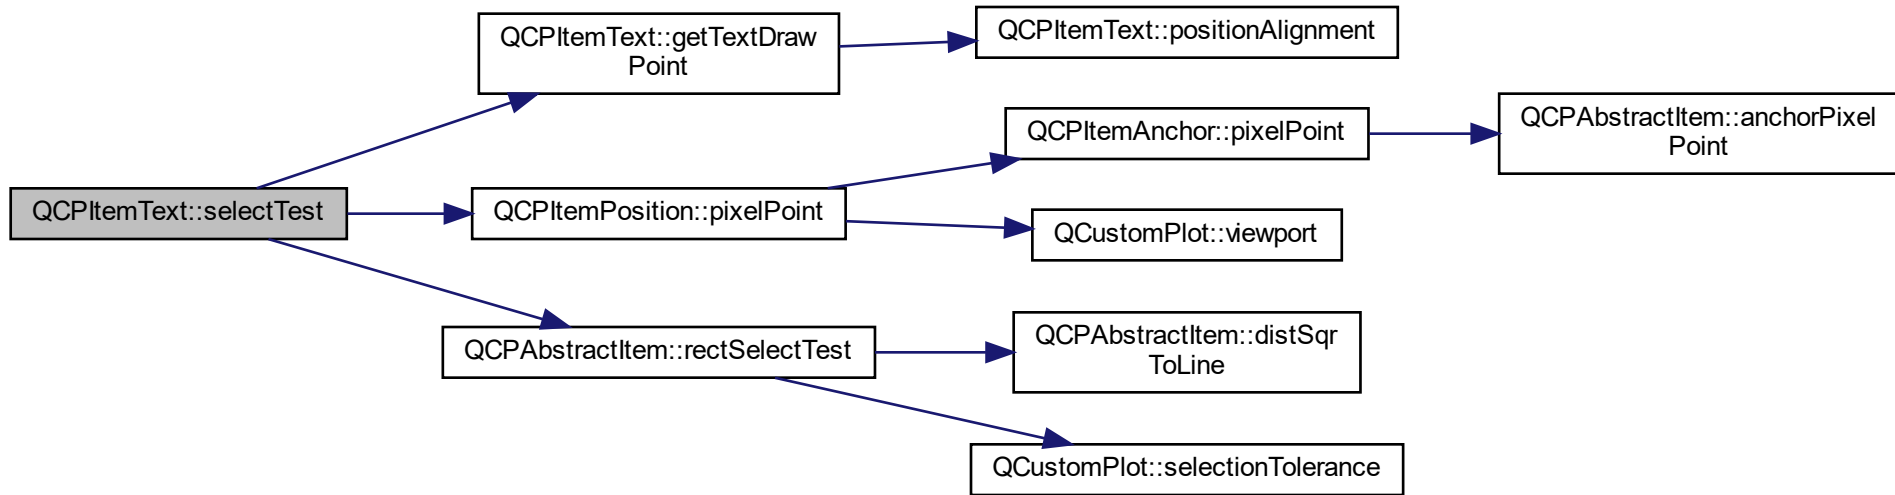 QCPItemText::selectTest
QCPItemText::getTextDraw
Point
QCPItemText::positionAlignment
QCPItemPosition::pixelPoint
QCPItemAnchor::pixelPoint
QCPAbstractItem::anchorPixel
Point
QCustomPlot::viewport
QCPAbstractItem::rectSelectTest
QCPAbstractItem::distSqr
ToLine
QCustomPlot::selectionTolerance